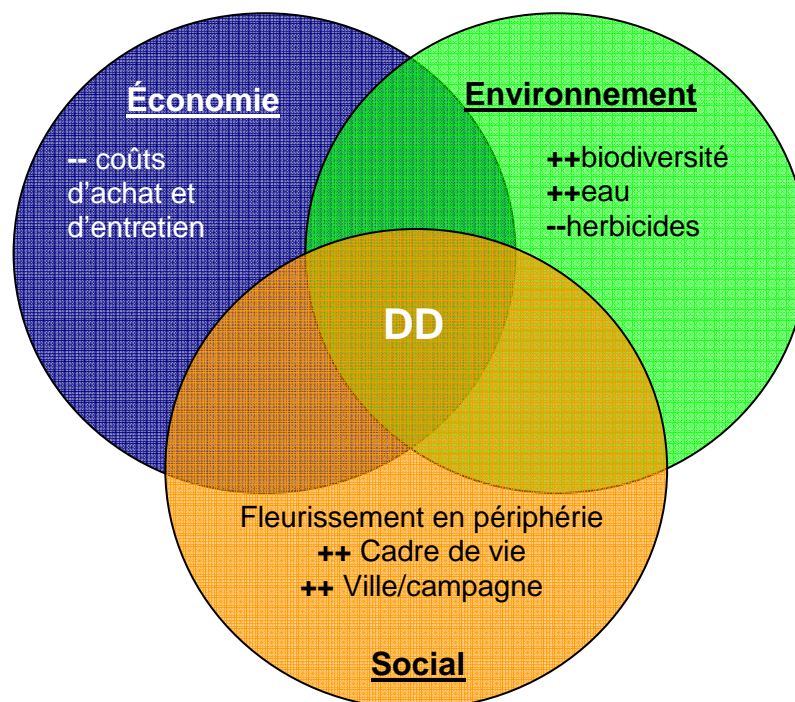 Économie
-- coûts
d'achat et
d'entretien
Environnement
++biodiversité
++eau
--herbicides
DD
Fleurissement en périphérie
++ Cadre de vie
++ Ville/campagne
Social